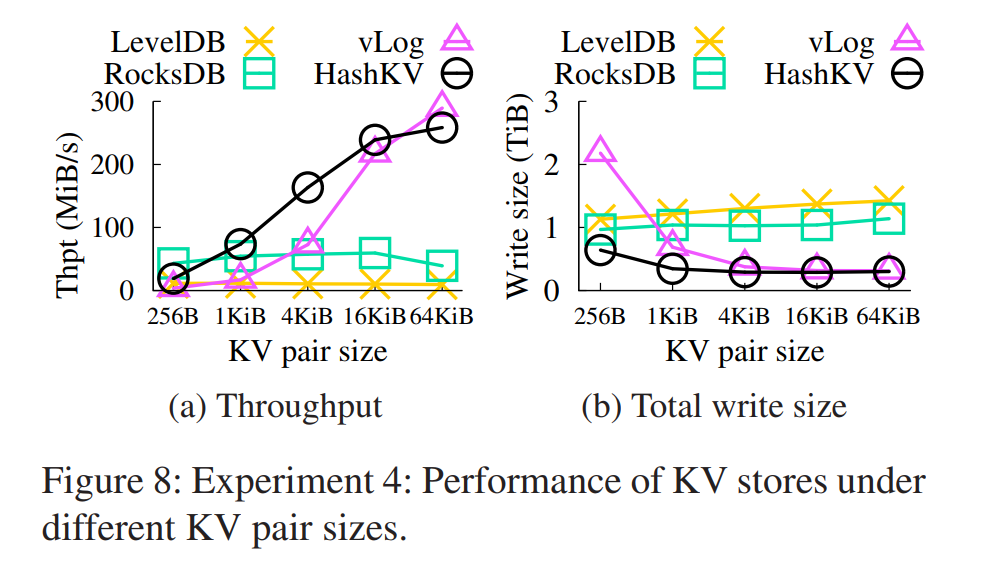 LevelDB vLog
RocksDB HashKV
300
200
100
0
Thpt (MiB/s)
256B 1KiB 4KiB 16KiB 64KiB
KV pair size
(a) Throughput
LevelDB vLog
RocksDB HashKV
3
2
1
0
Write size (TiB)
256B 1KiB 4KiB 16KiB 64KiB
KV pair size
(b) Total write size
Figure 8: Experiment 4: Performance of KV stores under
different KV pair sizes.